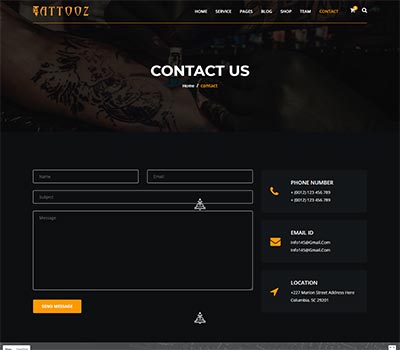 TATTOOZ
HOME SERVICE PAGES BLOG SHOP TEAM CONTACT
CONTACT US
Home / contact
Name Email
Subject
Message
SEND MESSAGE
PHONE NUMBER
+ (0012) 123 456 789
+ (0012) 123 456 789
EMAIL ID
Info145@Gmail.Com
Info145@Gmail.Com
LOCATION
+227 Marion Street Address Here
Columbia, SC 29201